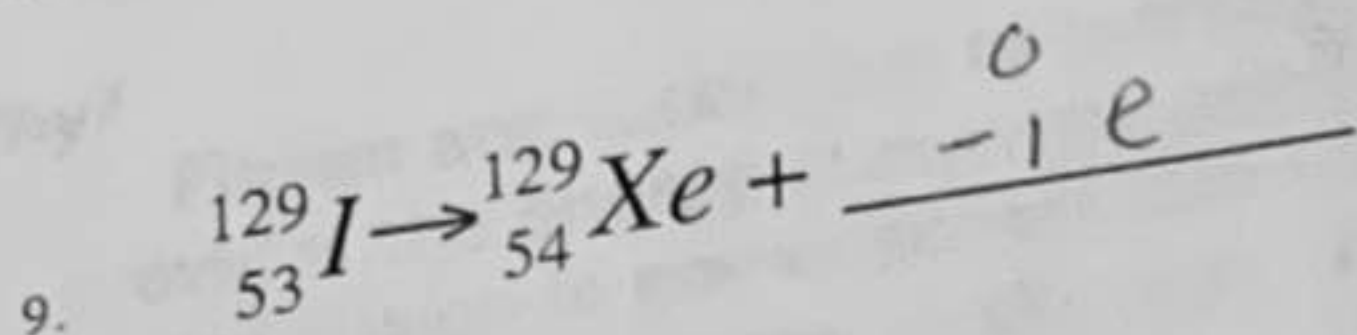 9. ¹²⁹₅₃I → ¹²⁹₅₄Xe + ⁰₋₁e